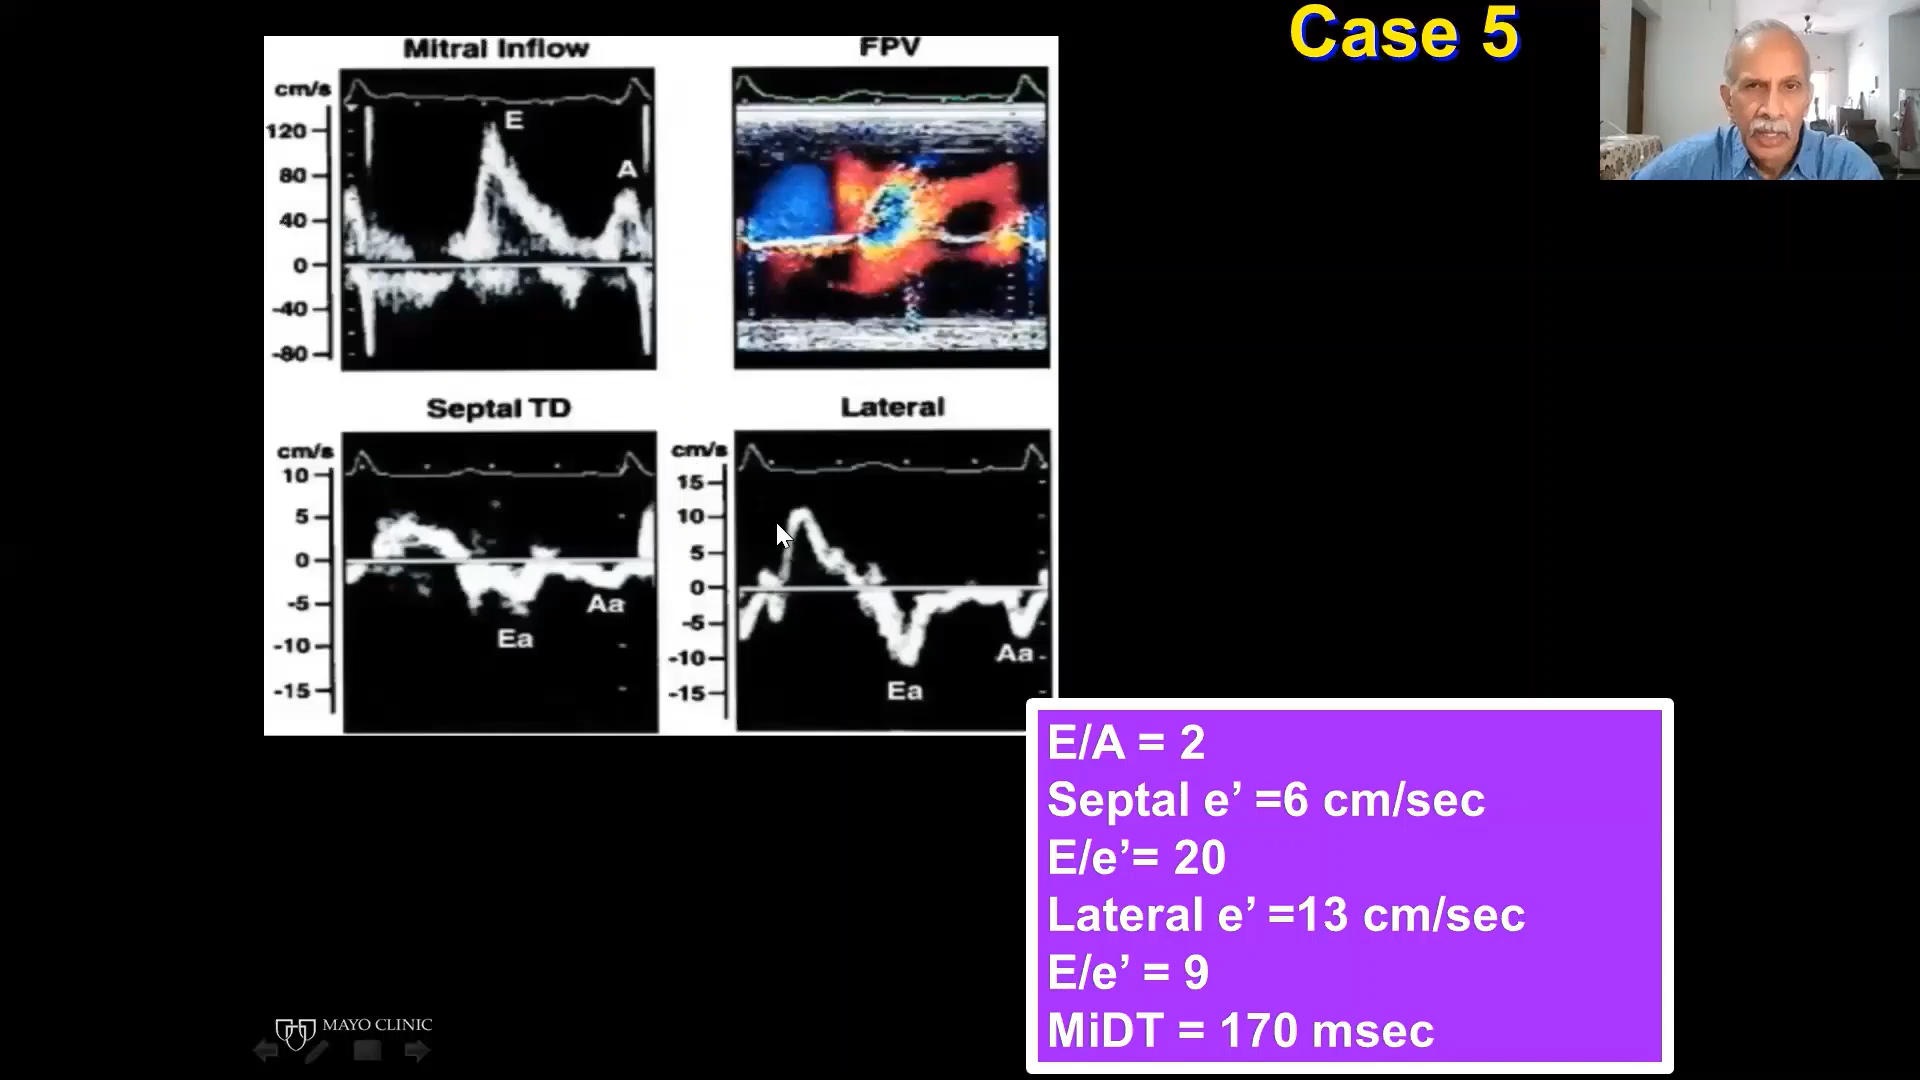 Case 5
Mitral Inflow
cm/s
120
80
40
0
-40
-80
E
A
FPV
Septal TD
cm/s
10
5
0
-5
-10
-15
Ea
Aa
Lateral
cm/s
15
10
5
0
-5
-10
-15
Ea
Aa
E/A = 2
Septal e’ =6 cm/sec
E/e’= 20
Lateral e’ =13 cm/sec
E/e’ = 9
MiDT = 170 msec
MAYO CLINIC